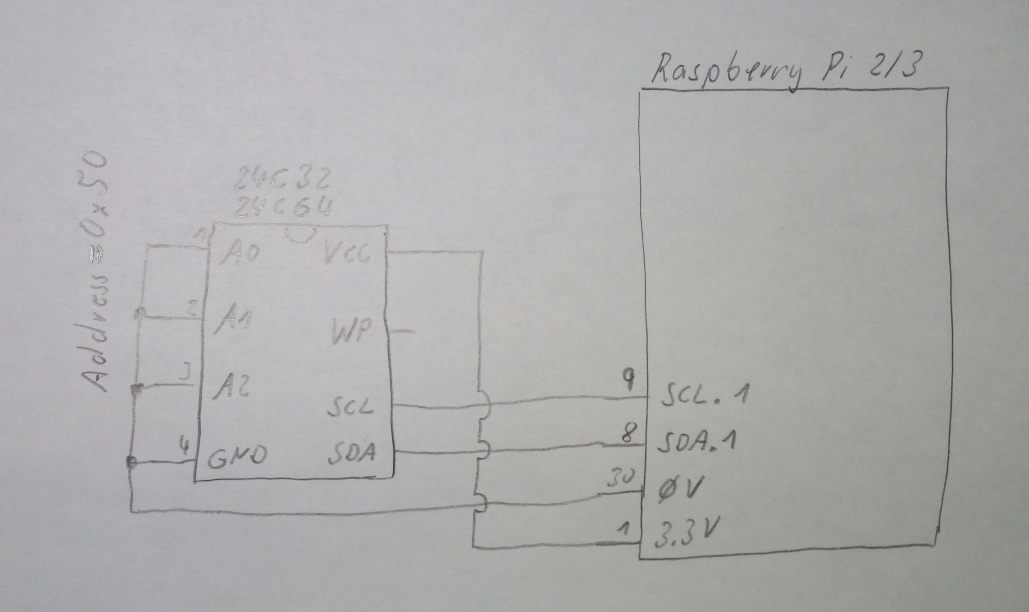 Raspberry Pi 2/3
24C32
24C64
Address = 0x50
1 A0 VCC
2 A1 WP
3 A2
SCL 9 SCL.1
4 GND SDA 8 SDA.1
30 ØV
1 3.3V